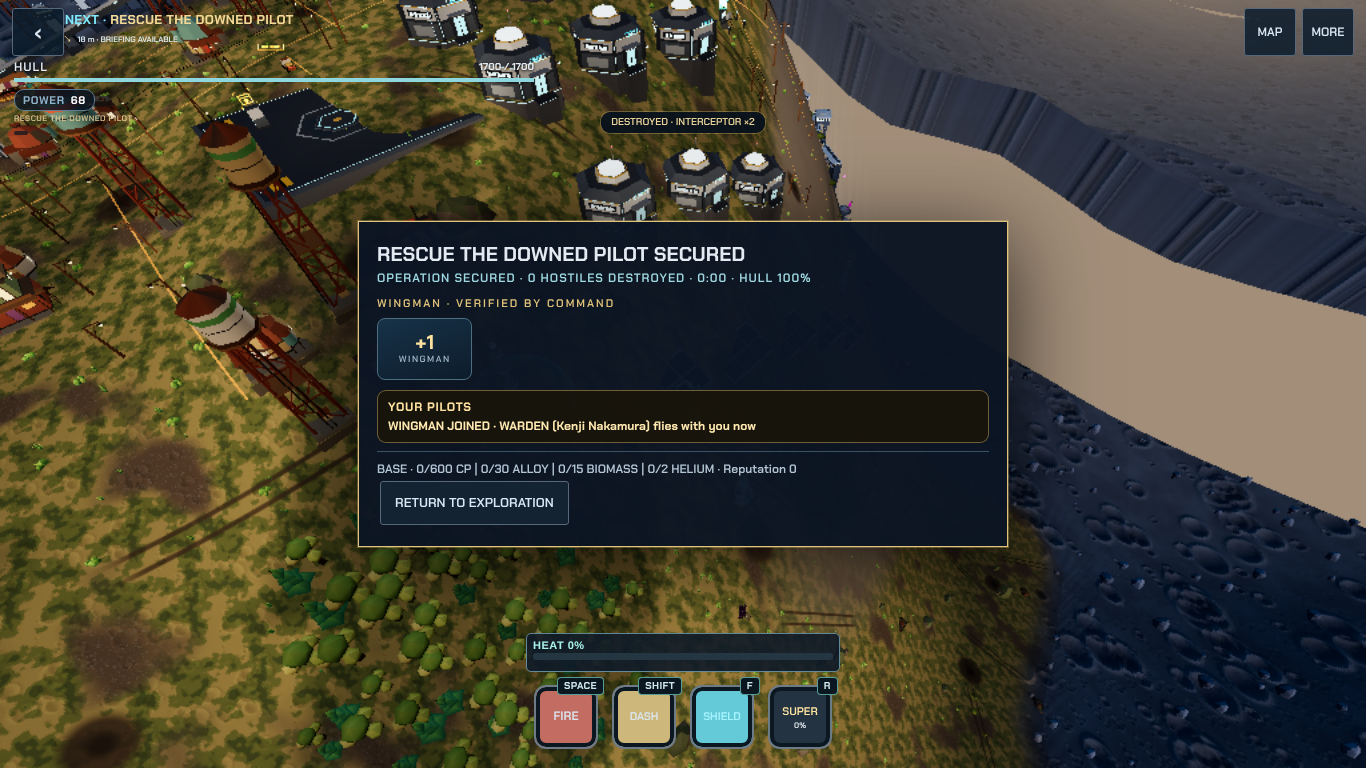 NEXT · RESCUE THE DOWNED PILOT
18 m · BRIEFING AVAILABLE
HULL
1700 / 1700
POWER 68
RESCUE THE DOWNED PILOT
MAP
MORE
DESTROYED · INTERCEPTOR ×2
RESCUE THE DOWNED PILOT SECURED
OPERATION SECURED · 0 HOSTILES DESTROYED · 0:00 · HULL 100%
WINGMAN · VERIFIED BY COMMAND
+1
WINGMAN
YOUR PILOTS
WINGMAN JOINED · WARDEN (Kenji Nakamura) flies with you now
BASE · 0/600 CP | 0/30 ALLOY | 0/15 BIOMASS | 0/2 HELIUM · Reputation 0
RETURN TO EXPLORATION
HEAT 0%
SPACE
FIRE
SHIFT
DASH
F
SHIELD
R
SUPER
0%